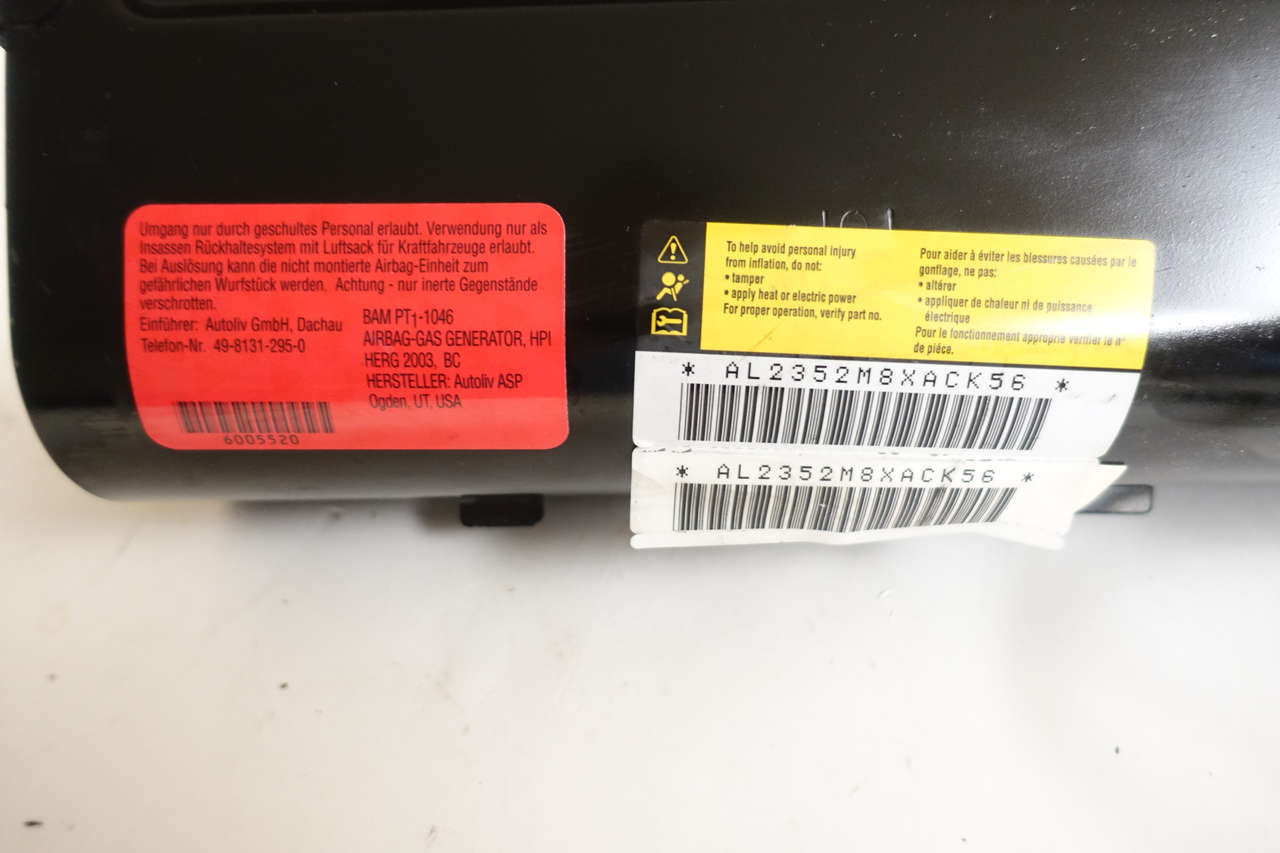 Umgang nur durch geschultes Personal erlaubt. Verwendung nur als
Insassen Rückhaltesystem mit Luftsack für Kraftfahrzeuge erlaubt.
Bei Auslösung kann die nicht montierte Airbag-Einheit zum
gefährlichen Wurfstück werden. Achtung - nur inerte Gegenstände
verschrotten.
Einführer: Autoliv GmbH, Dachau
Telefon-Nr. 49-8131-295-0
BAM PT1-1046
AIRBAG-GAS GENERATOR, HPI
HERG 2003, BC
HERSTELLER: Autoliv ASP
Ogden, UT, USA
6005520
To help avoid personal injury
from inflation, do not:
• tamper
• apply heat or electric power
For proper operation, verify part no.
Pour aider à éviter les blessures causées par le
gonflage, ne pas:
• altérer
• appliquer de chaleur ni de puissance
électrique
Pour le fonctionnement approprié vérifier le n°
de piéce.
* AL2352M8XACK56 *
* AL2352M8XACK56 *